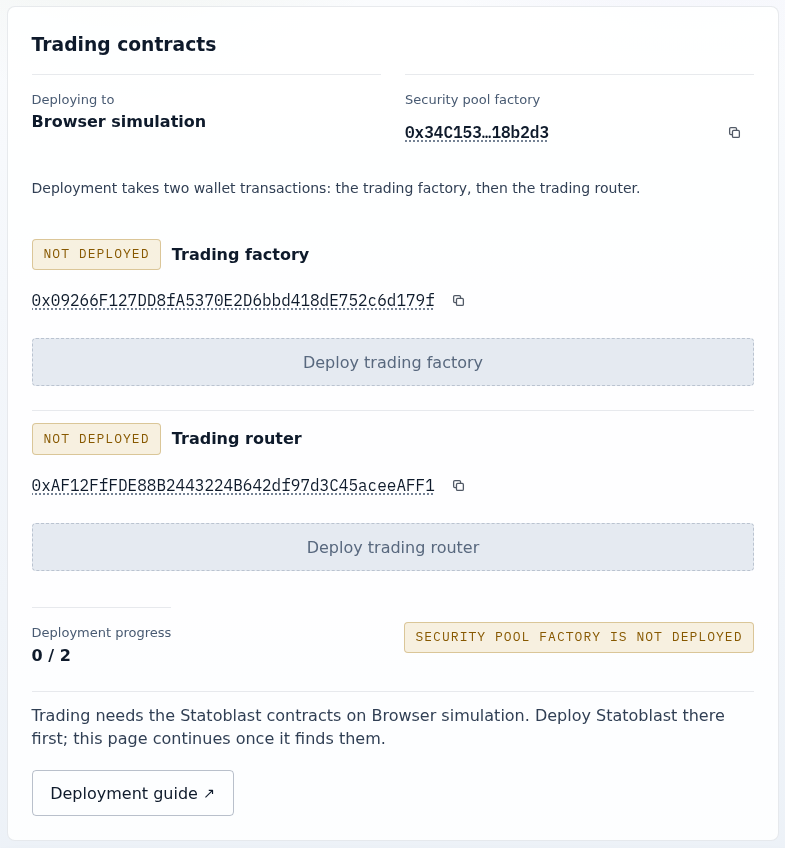 Trading contracts
Deploying to
Browser simulation
Security pool factory
0x34C153…18b2d3
Deployment takes two wallet transactions: the trading factory, then the trading router.
NOT DEPLOYED
Trading factory
0x09266F127DD8fA5370E2D6bbd418dE752c6d179f
Deploy trading factory
NOT DEPLOYED
Trading router
0xAF12FfFDE88B2443224B642df97d3C45aceeAFF1
Deploy trading router
Deployment progress
0 / 2
SECURITY POOL FACTORY IS NOT DEPLOYED
Trading needs the Statoblast contracts on Browser simulation. Deploy Statoblast there
first; this page continues once it finds them.
Deployment guide ↗